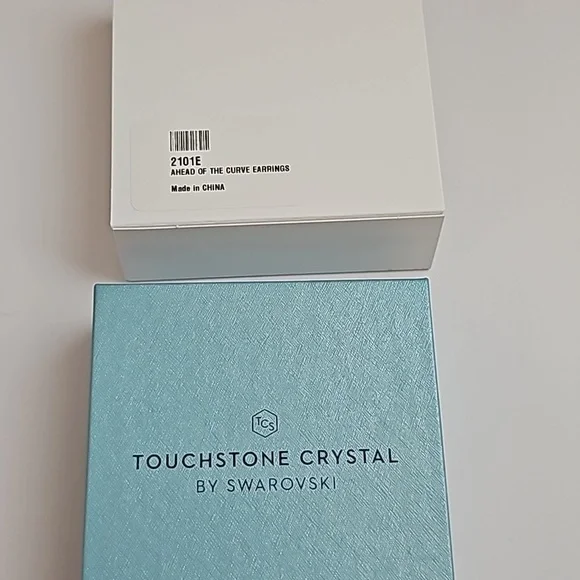 2101E
AHEAD OF THE CURVE EARRINGS
Made in CHINA
TCS
TOUCHSTONE CRYSTAL
BY SWAROVSKI